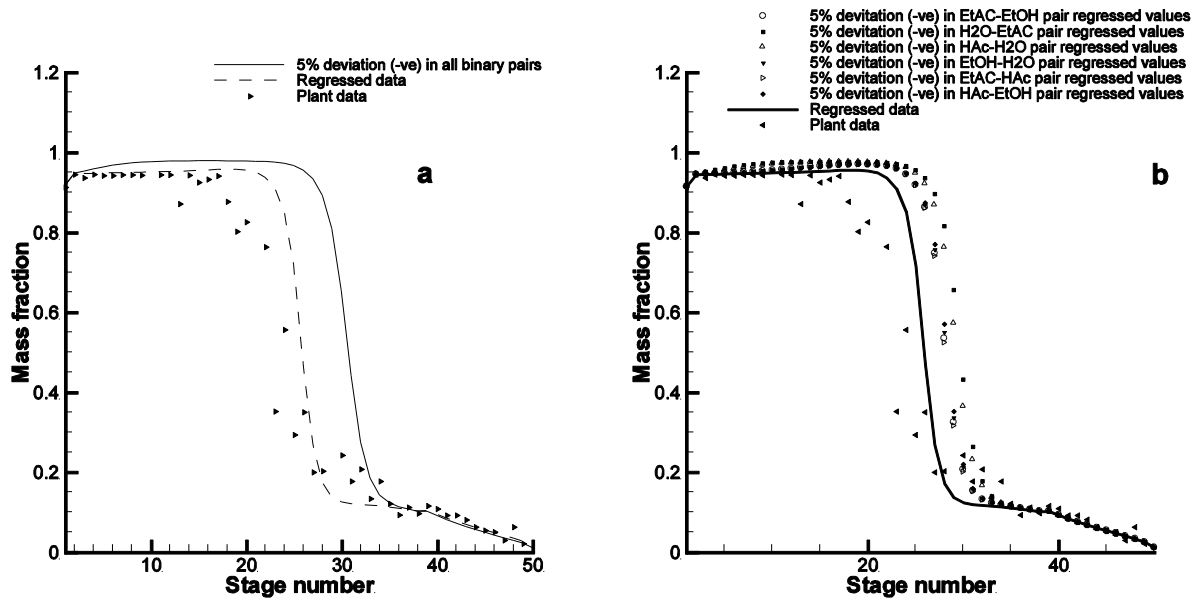 5% deviation (-ve) in all binary pairs
Regressed data
Plant data
a
Mass fraction
1.2
1
0.8
0.6
0.4
0.2
0
10
20
30
40
50
Stage number
5% devitation (-ve) in EtAC-EtOH pair regressed values
5% devitation (-ve) in H2O-EtAC pair regressed values
5% devitation (-ve) in HAc-H2O pair regressed values
5% devitation (-ve) in EtOH-H2O pair regressed values
5% devitation (-ve) in EtAC-HAc pair regressed values
5% devitation (-ve) in HAc-EtOH pair regressed values
Regressed data
Plant data
b
Mass fraction
1.2
1
0.8
0.6
0.4
0.2
0
20
40
Stage number